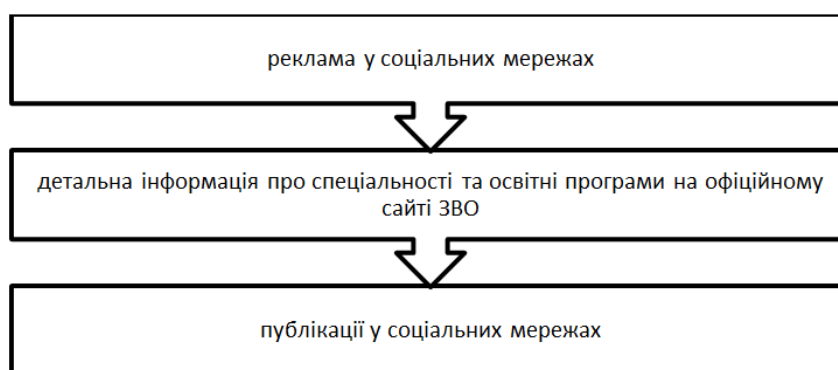 реклама у соціальних мережах
детальна інформація про спеціальності та освітні програми на офіційному
сайті ЗВО
публікації у соціальних мережах